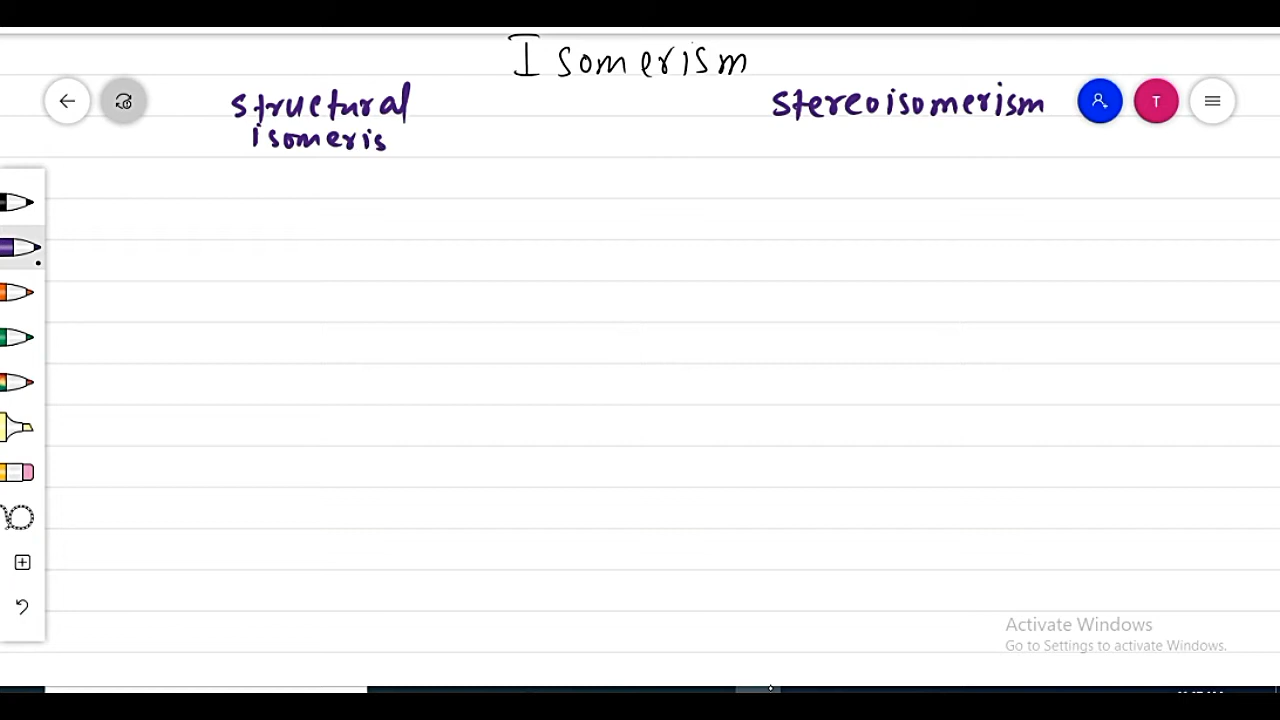 Isomerism
structural
isomeris
stereoisomerism
T
Activate Windows
Go to Settings to activate Windows.